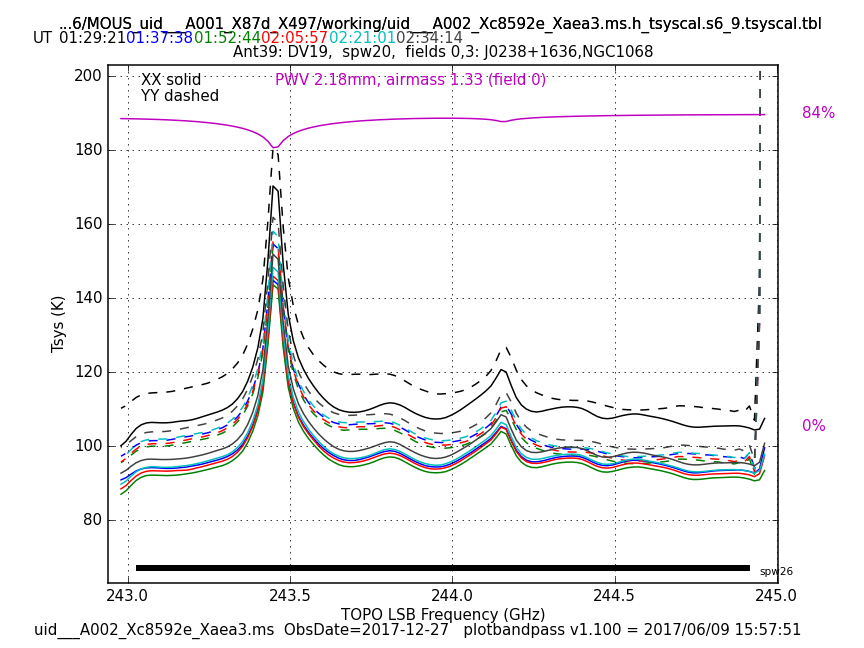 ...6/MOUS_uid___A001_X87d_X497/working/uid___A002_Xc8592e_Xaea3.ms.h_tsyscal.s6_9.tsyscal.tbl
UT 01:29:21 01:37:38 01:52:44 02:05:57 02:21:01 02:34:14
Ant39: DV19, spw20, fields 0,3: J0238+1636,NGC1068
XX solid
PWV 2.18mm, airmass 1.33 (field 0)
YY dashed
84%
0%
Tsys (K)
200
180
160
140
120
100
80
spw26
243.0 243.5 244.0 244.5 245.0
TOPO LSB Frequency (GHz)
uid___A002_Xc8592e_Xaea3.ms ObsDate=2017-12-27 plotbandpass v1.100 = 2017/06/09 15:57:51